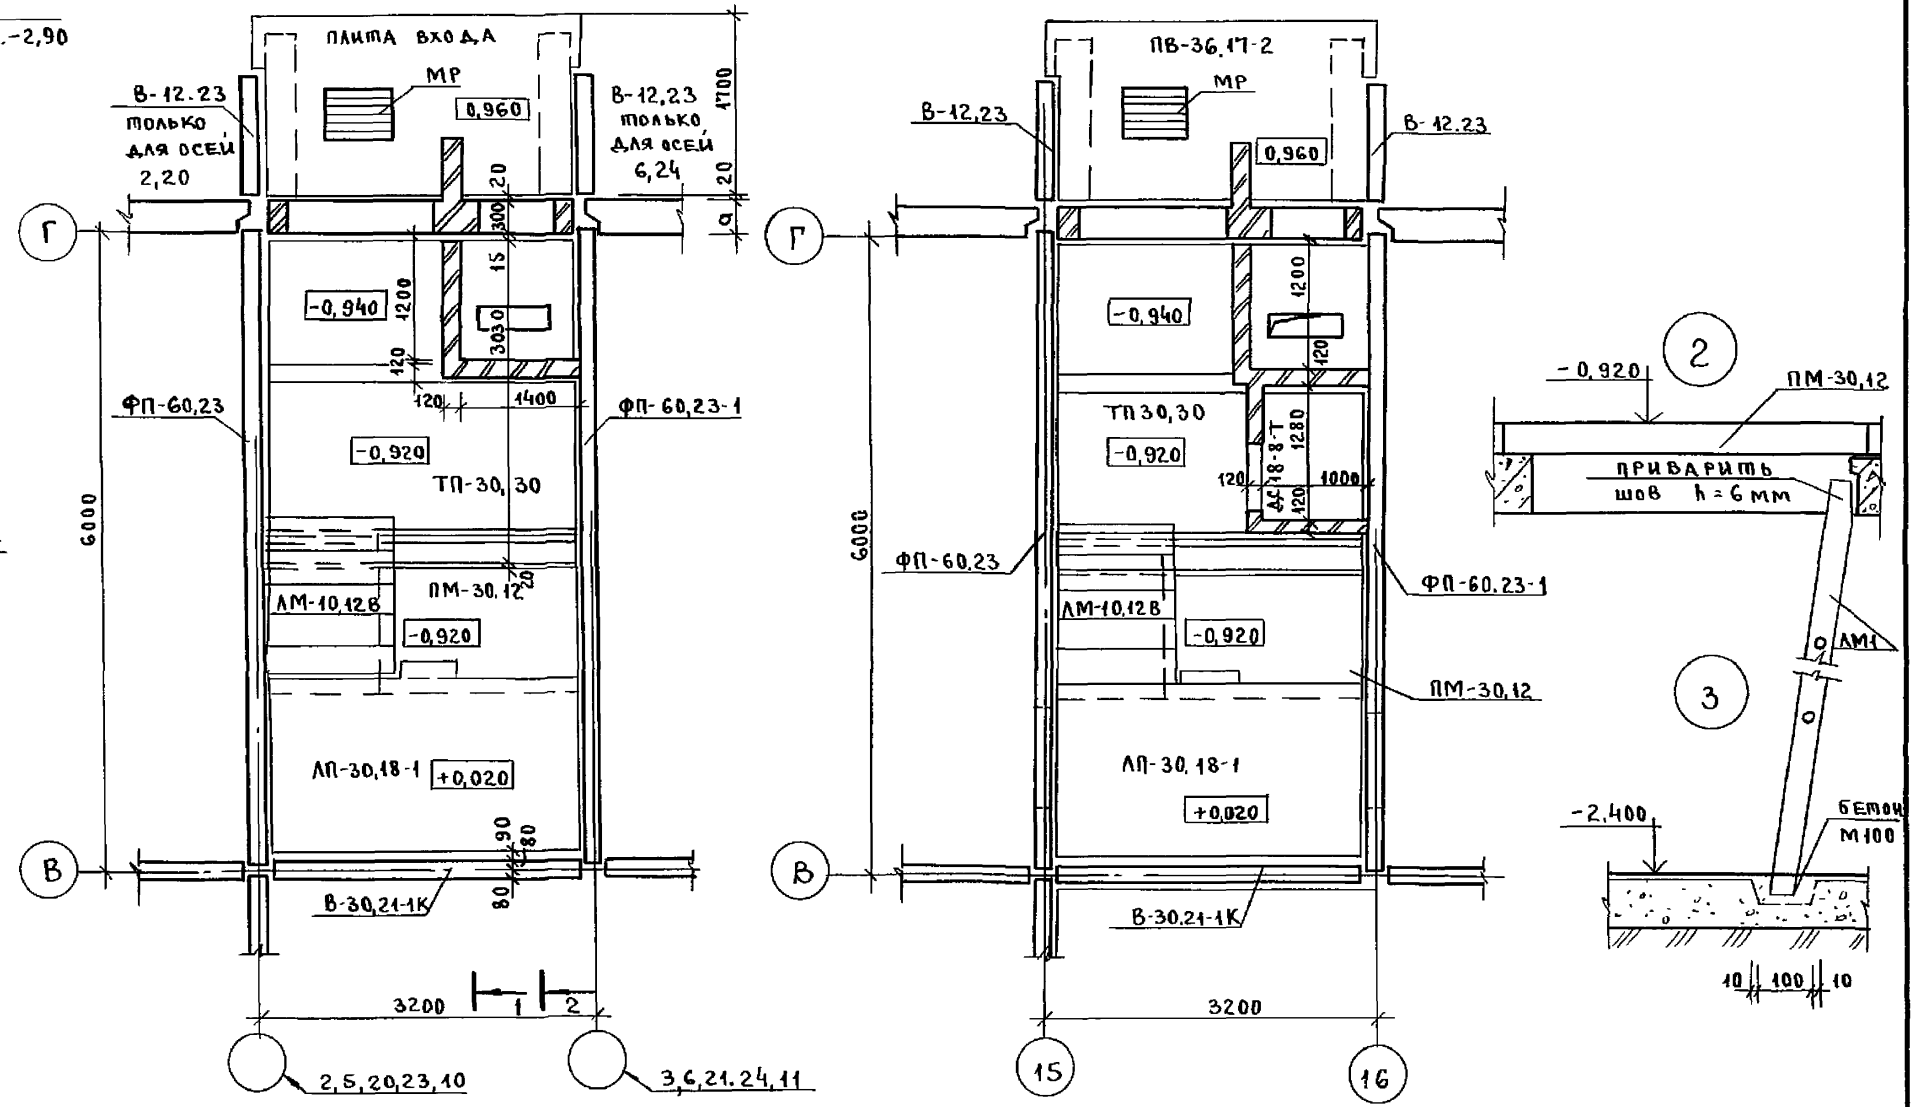 .-2,90
ПЛИТА ВХОДА
МР
0,960
В-12.23
ТОЛЬКО
ДЛЯ ОСЕЙ
2,20
В-12,23
ТОЛЬКО
ДЛЯ ОСЕЙ
6,24
1700
20
а
20
300
15
3030
Г
-0,940
1200
120
120
1400
ФП-60,23
ФП-60,23-1
-0,920
ТП-30,30
6000
20
ПМ-30,12
ЛМ-10,12В
-0,920
ЛП-30,18-1
+0,020
90
80
80
В
В-30,21-1К
1
2
3200
2,5,20,23,10
3,6,21.24,11
ПВ-36,17-2
МР
0,960
В-12,23
В-12.23
Г
-0,940
1200
120
ТП30,30
-0,920
ДС18-8-Т
1280
120
1000
120
6000
ФП-60,23
ФП-60.23-1
ЛМ-10,12В
-0,920
ПМ-30,12
ЛП-30,18-1
+0,020
В
В-30,21-1К
3200
15
16
2
-0,920
ПМ-30,12
ПРИВАРИТЬ
ШОВ h=6ММ
ЛМ1
3
-2,400
БЕТОН
М100
10
100
10